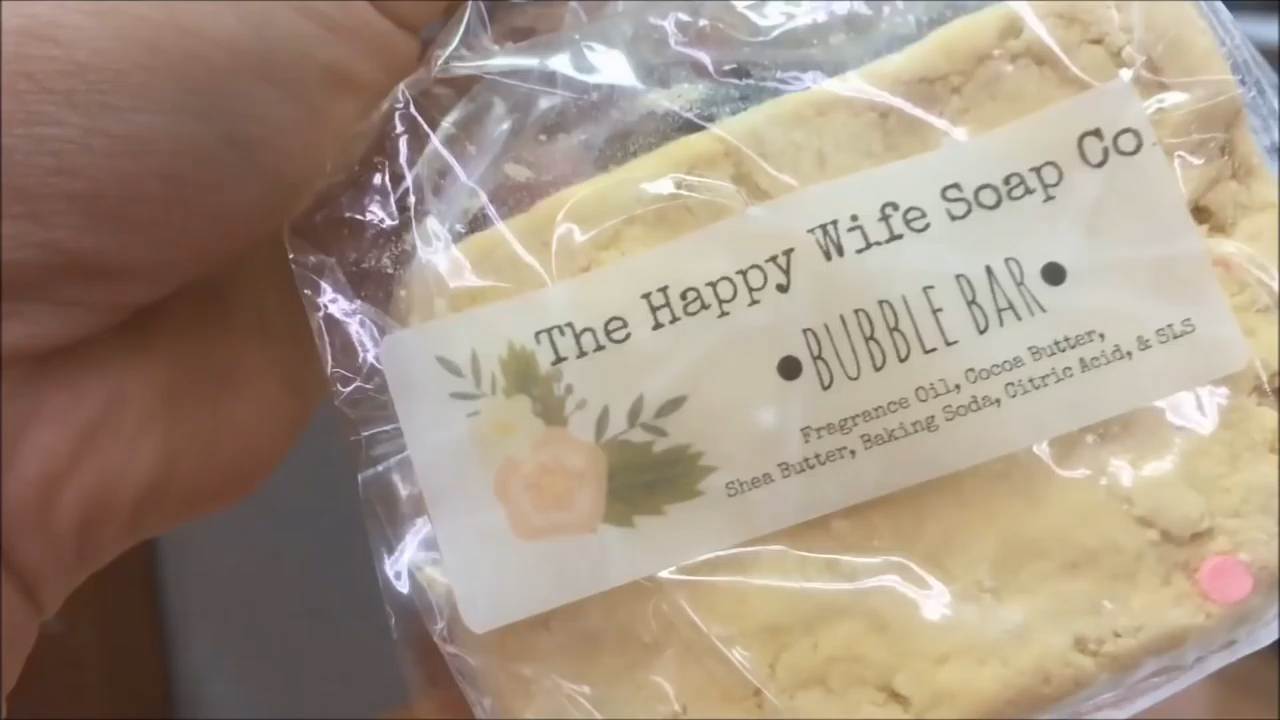 The Happy Wife Soap Co.
•BUBBLE BAR•
Fragrance Oil, Cocoa Butter,
Shea Butter, Baking Soda, Citric Acid, & SLS